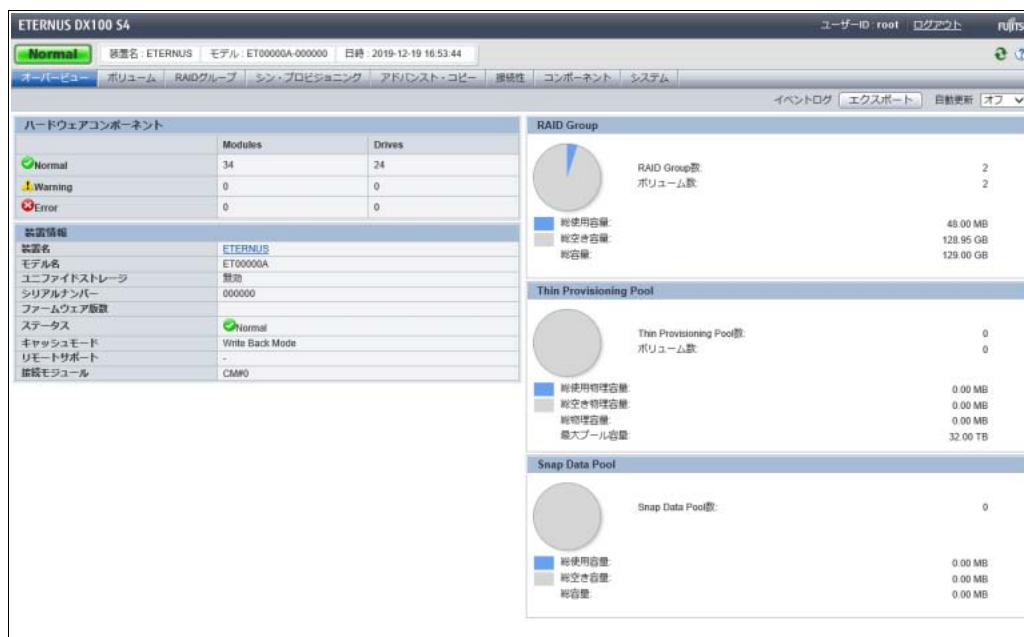 ETERNUS DX100 S4 ユーザーID : root ログアウト
Normal 装置名 : ETERNUS モデル : ET00000A-000000 日時 : 2019-12-19 16:53:44
オーバービュー ボリューム RAIDグループ シン・プロビジョニング アドバンスト・コピー 接続性 コンポーネント システム
イベントログ エクスポート 自動更新 オフ
ハードウェアコンポーネント
Modules Drives
Normal 34 24
Warning 0 0
Error 0 0
装置情報
装置名 ETERNUS
モデル名 ET00000A
ユニファイドストレージ 無効
シリアルナンバー 000000
ファームウェア版数
ステータス Normal
キャッシュモード Write Back Mode
リモートサポート -
接続モジュール CM#0
RAID Group
RAID Group数: 2
ボリューム数: 2
総使用容量: 48.00 MB
総空き容量: 128.95 GB
総容量: 129.00 GB
Thin Provisioning Pool
Thin Provisioning Pool数: 0
ボリューム数: 0
総使用物理容量: 0.00 MB
総空き物理容量: 0.00 MB
総物理容量: 0.00 MB
最大プール容量: 32.00 TB
Snap Data Pool
Snap Data Pool数: 0
総使用容量: 0.00 MB
総空き容量: 0.00 MB
総容量: 0.00 MB